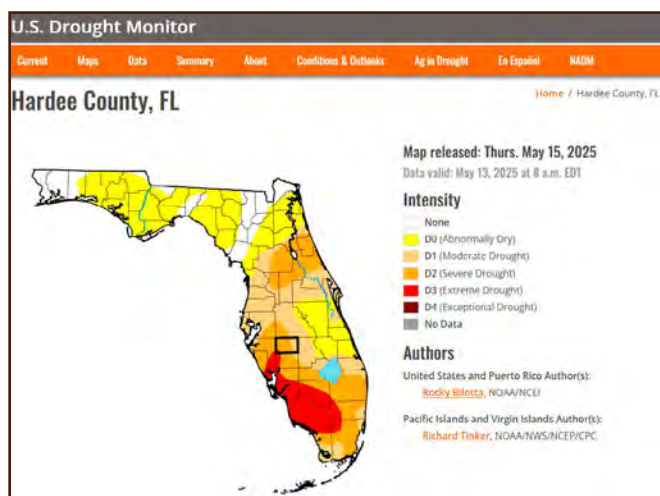 U.S. Drought Monitor
Current Maps Data Summary About Conditions & Outlooks Ag in Drought En Español NADM
Hardee County, FL
Home / Hardee County, FL
Map released: Thurs. May 15, 2025
Data valid: May 13, 2025 at 8 a.m. EDT
Intensity
None
D0 (Abnormally Dry)
D1 (Moderate Drought)
D2 (Severe Drought)
D3 (Extreme Drought)
D4 (Exceptional Drought)
No Data
Authors
United States and Puerto Rico Author(s):
Rocky Bilotta, NOAA/NCEI
Pacific Islands and Virgin Islands Author(s):
Richard Tinker, NOAA/NWS/NCEP/CPC